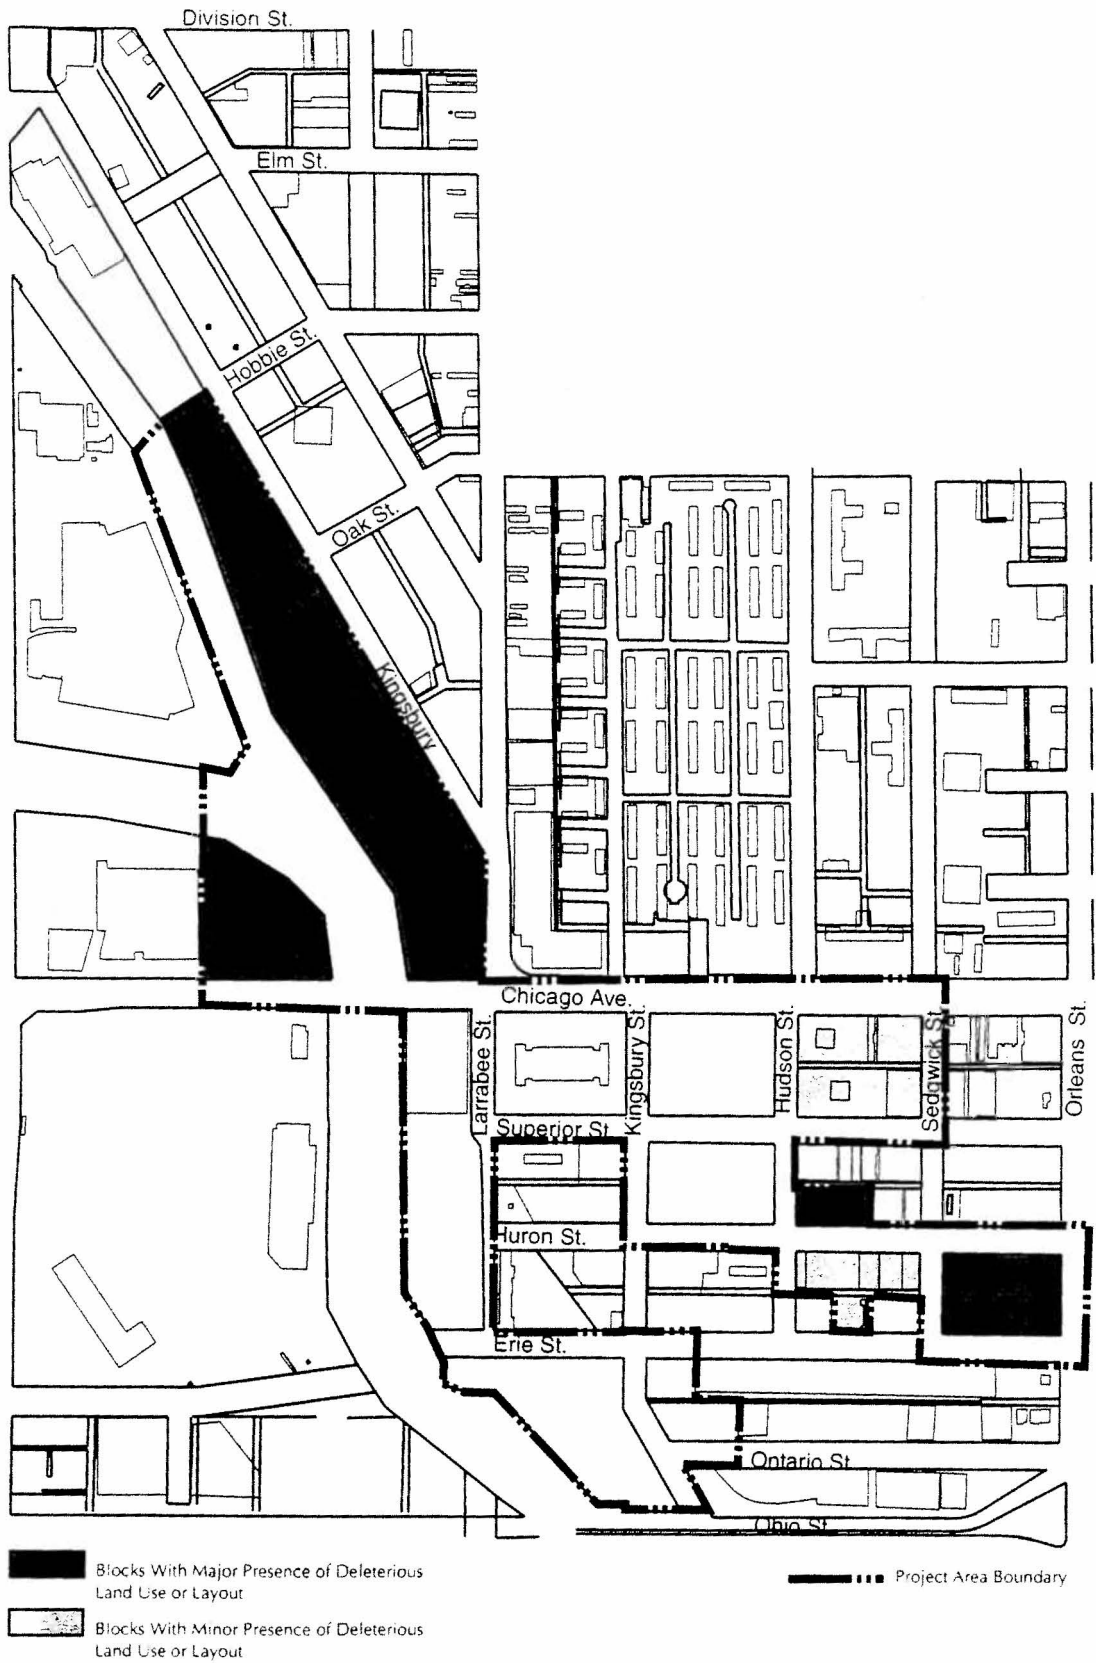 Division St.
Elm St.
Hobbie St.
Oak St.
Kingsbury
Chicago Ave.
Larrabee St.
Kingsbury St.
Hudson St.
Sedgwick St.
Orleans St.
Superior St.
Huron St.
Erie St.
Ontario St.
Ohio St.
Blocks With Major Presence of Deleterious
Land Use or Layout
Project Area Boundary
Blocks With Minor Presence of Deleterious
Land Use or Layout